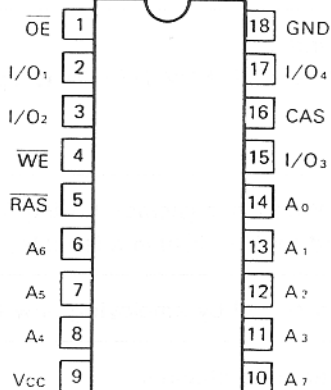 OE 1 18 GND
I/O1 2 17 I/O4
I/O2 3 16 CAS
WE 4 15 I/O3
RAS 5 14 A0
A6 6 13 A1
A5 7 12 A2
A4 8 11 A3
Vcc 9 10 A7